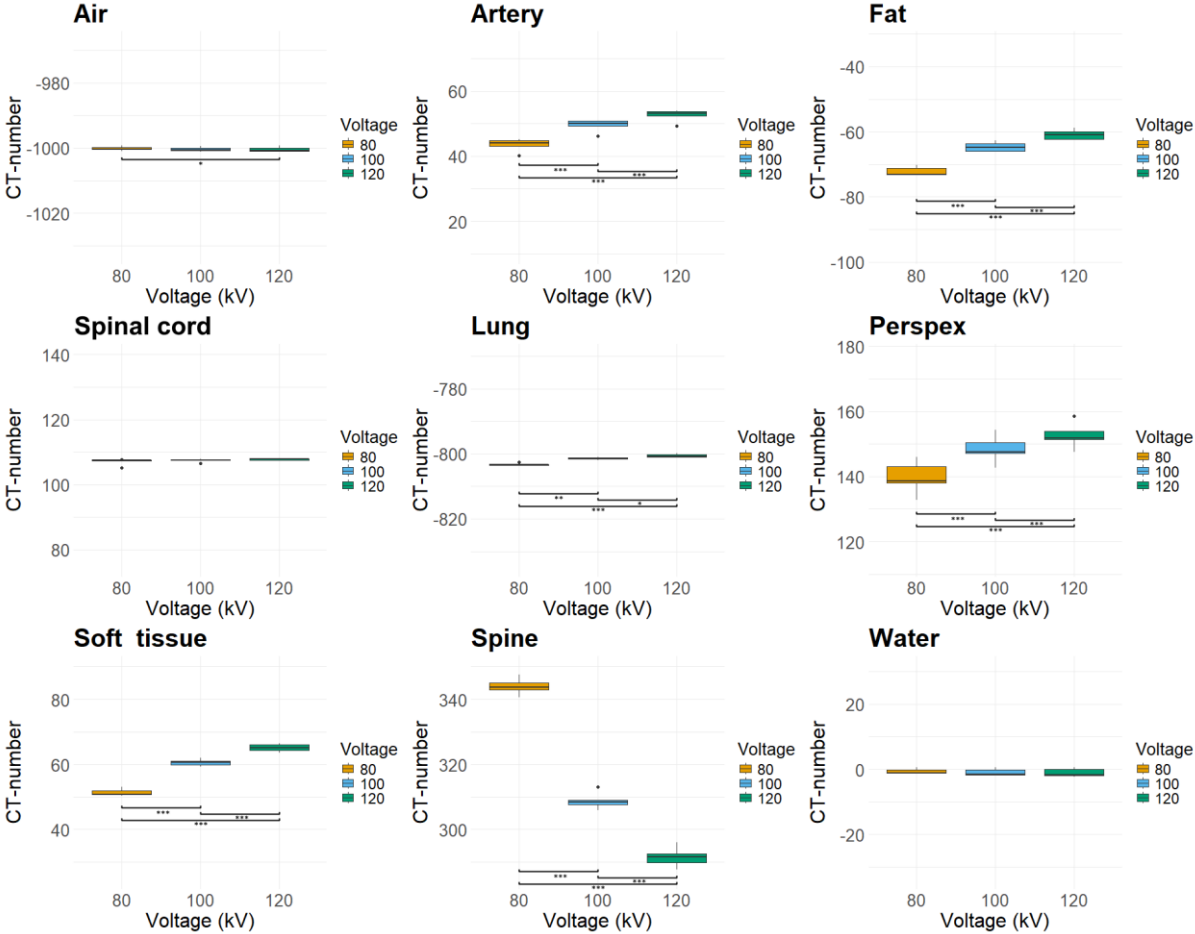 Air
CT-number
-980
-1000
-1020
*
80 100 120
Voltage (kV)
Voltage
80
100
120
Artery
CT-number
60
40
20
***
***
***
80 100 120
Voltage (kV)
Voltage
80
100
120
Fat
CT-number
-40
-60
-80
-100
***
***
***
80 100 120
Voltage (kV)
Voltage
80
100
120
Spinal cord
CT-number
140
120
100
80
80 100 120
Voltage (kV)
Voltage
80
100
120
Lung
CT-number
-780
-800
-820
**
*
***
80 100 120
Voltage (kV)
Voltage
80
100
120
Perspex
CT-number
180
160
140
120
***
***
***
80 100 120
Voltage (kV)
Voltage
80
100
120
Soft  tissue
CT-number
80
60
40
***
***
***
80 100 120
Voltage (kV)
Voltage
80
100
120
Spine
CT-number
340
320
300
***
***
***
80 100 120
Voltage (kV)
Voltage
80
100
120
Water
CT-number
20
0
-20
80 100 120
Voltage (kV)
Voltage
80
100
120